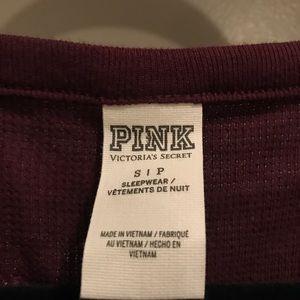 PINK
VICTORIA'S SECRET
S | P
SLEEPWEAR /
VÊTEMENTS DE NUIT
MADE IN VIETNAM / FABRIQUÉ
AU VIETNAM / HECHO EN
VIETNAM